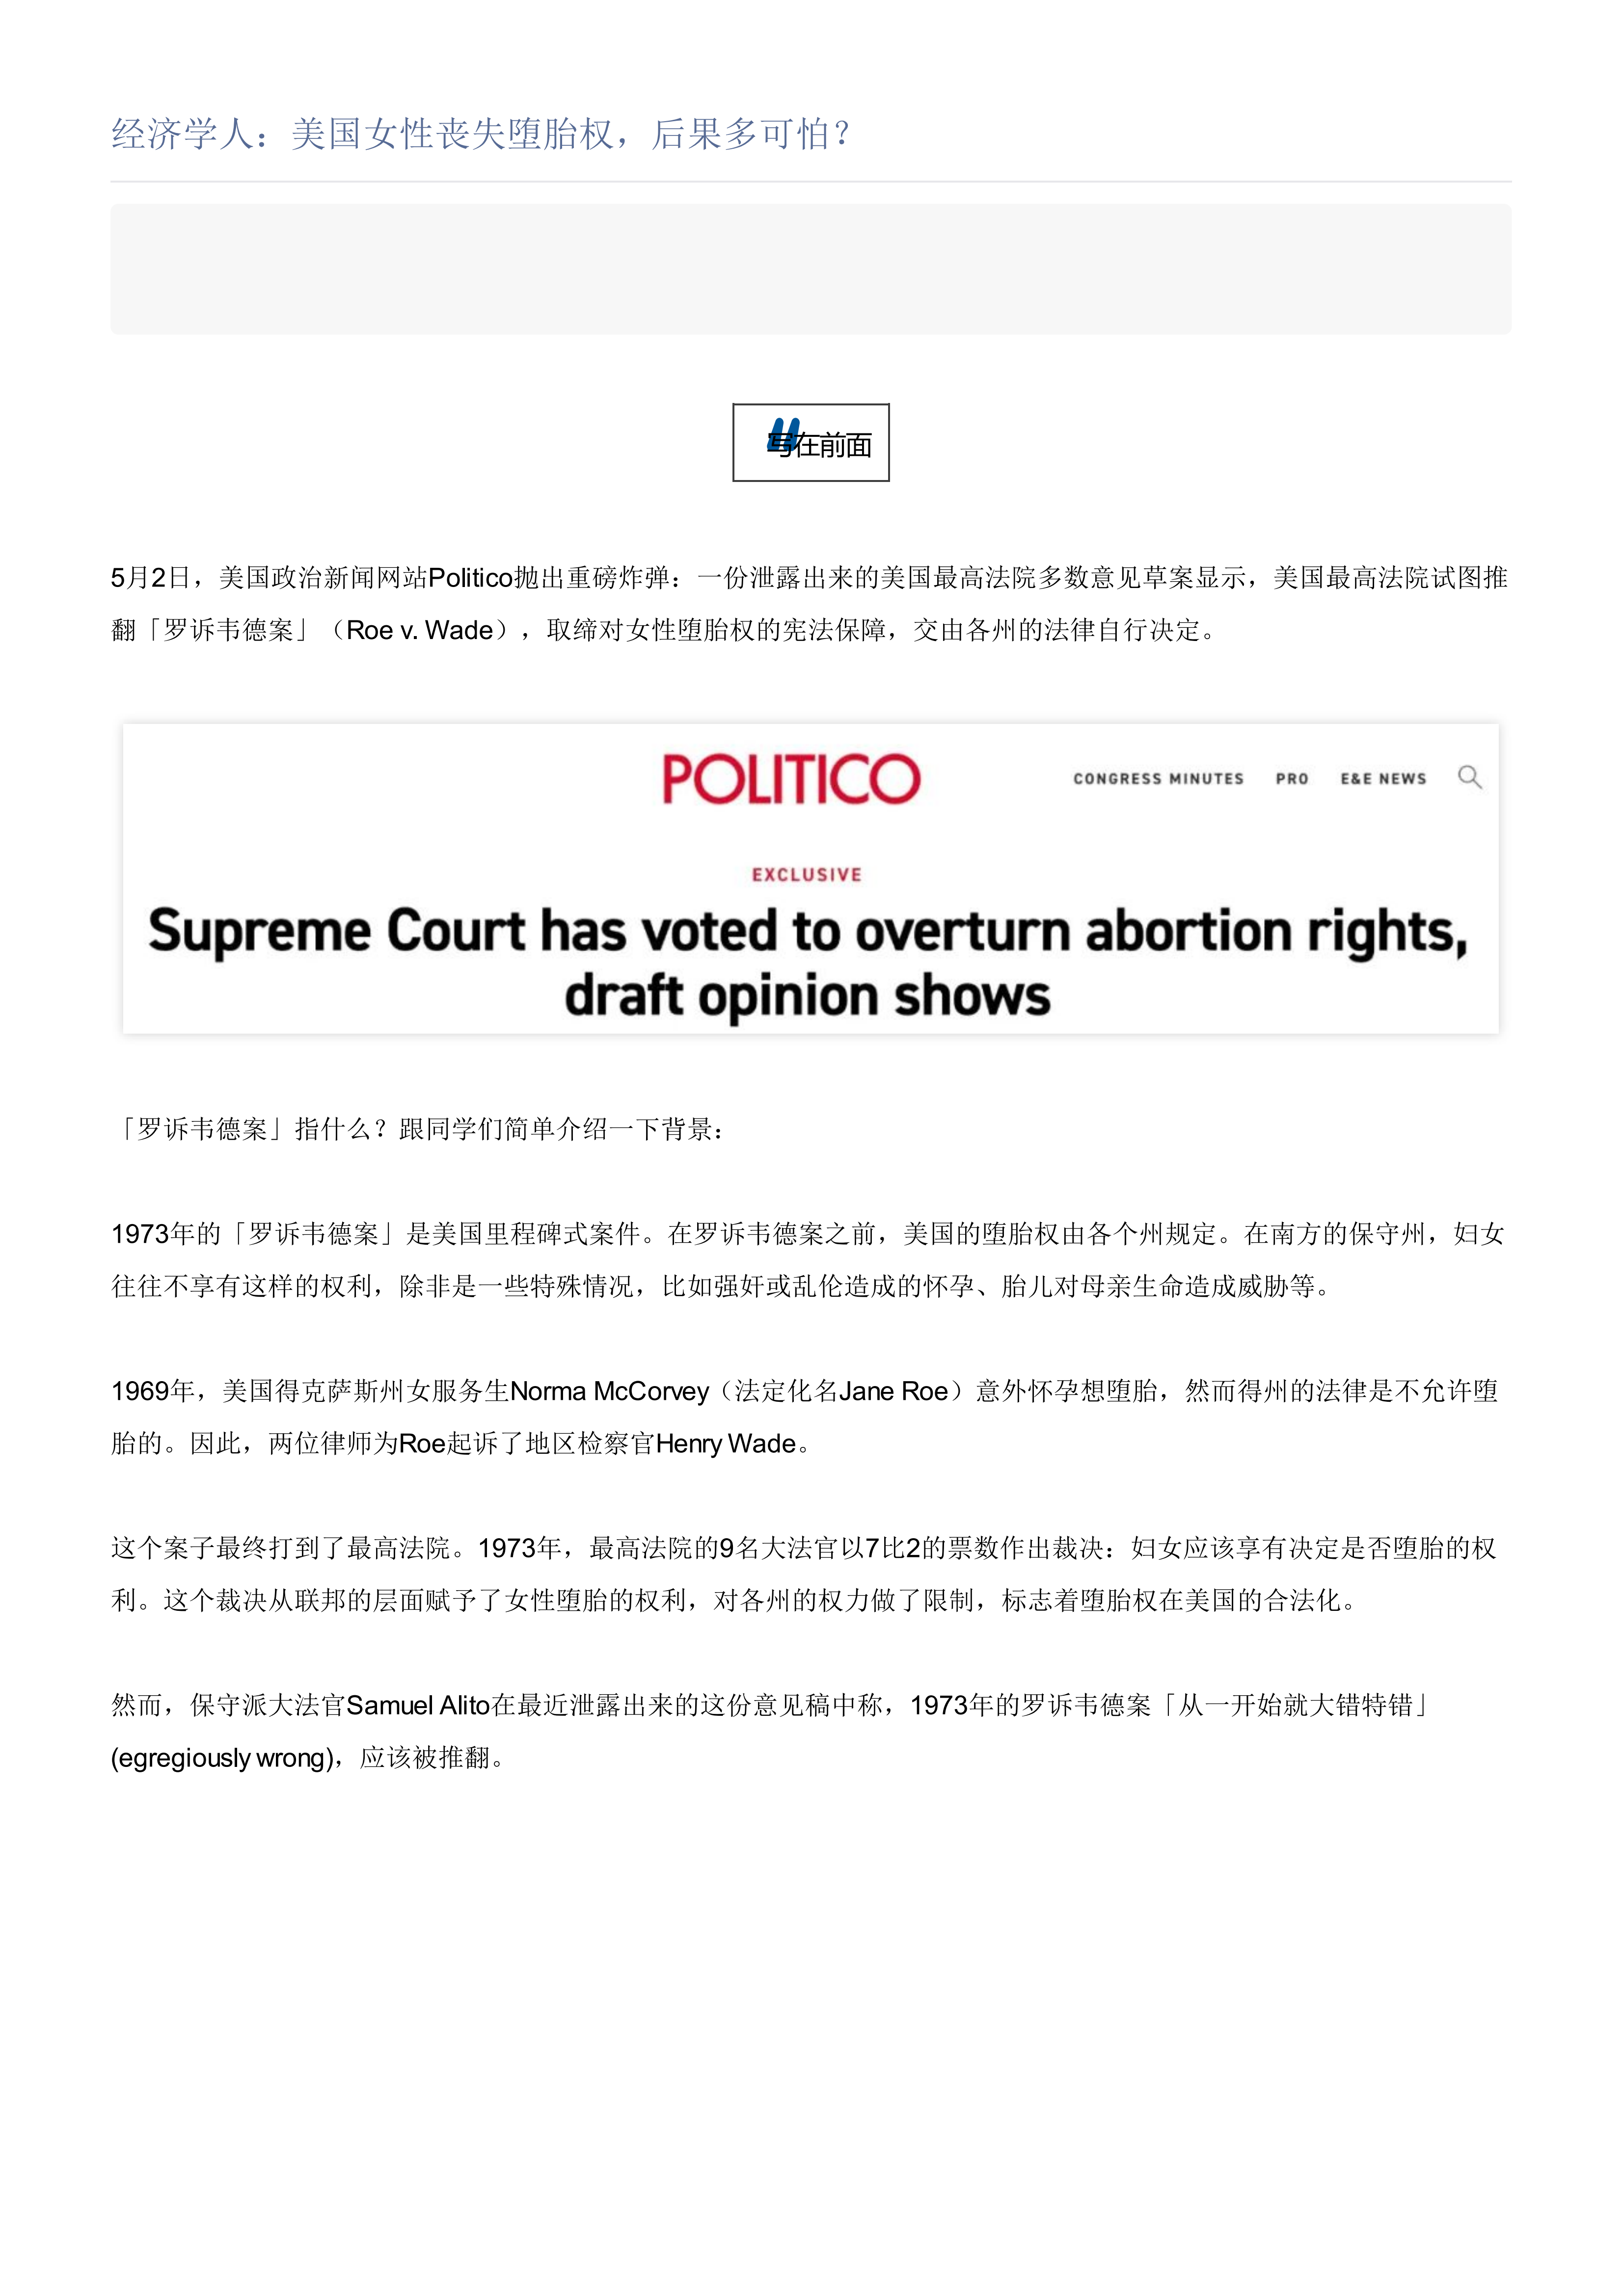 经济学人：美国女性丧失堕胎权，后果多可怕？
写在前面
5月2日，美国政治新闻网站Politico抛出重磅炸弹：一份泄露出来的美国最高法院多数意见草案显示，美国最高法院试图推
翻「罗诉韦德案」（Roe v. Wade），取缔对女性堕胎权的宪法保障，交由各州的法律自行决定。
POLITICO
CONGRESS MINUTES PRO E&E NEWS
EXCLUSIVE
Supreme Court has voted to overturn abortion rights,
draft opinion shows
「罗诉韦德案」指什么？跟同学们简单介绍一下背景：
1973年的「罗诉韦德案」是美国里程碑式案件。在罗诉韦德案之前，美国的堕胎权由各个州规定。在南方的保守州，妇女
往往不享有这样的权利，除非是一些特殊情况，比如强奸或乱伦造成的怀孕、胎儿对母亲生命造成威胁等。
1969年，美国得克萨斯州女服务生Norma McCorvey（法定化名Jane Roe）意外怀孕想堕胎，然而得州的法律是不允许堕
胎的。因此，两位律师为Roe起诉了地区检察官Henry Wade。
这个案子最终打到了最高法院。1973年，最高法院的9名大法官以7比2的票数作出裁决：妇女应该享有决定是否堕胎的权
利。这个裁决从联邦的层面赋予了女性堕胎的权利，对各州的权力做了限制，标志着堕胎权在美国的合法化。
然而，保守派大法官Samuel Alito在最近泄露出来的这份意见稿中称，1973年的罗诉韦德案「从一开始就大错特错」
(egregiously wrong)，应该被推翻。